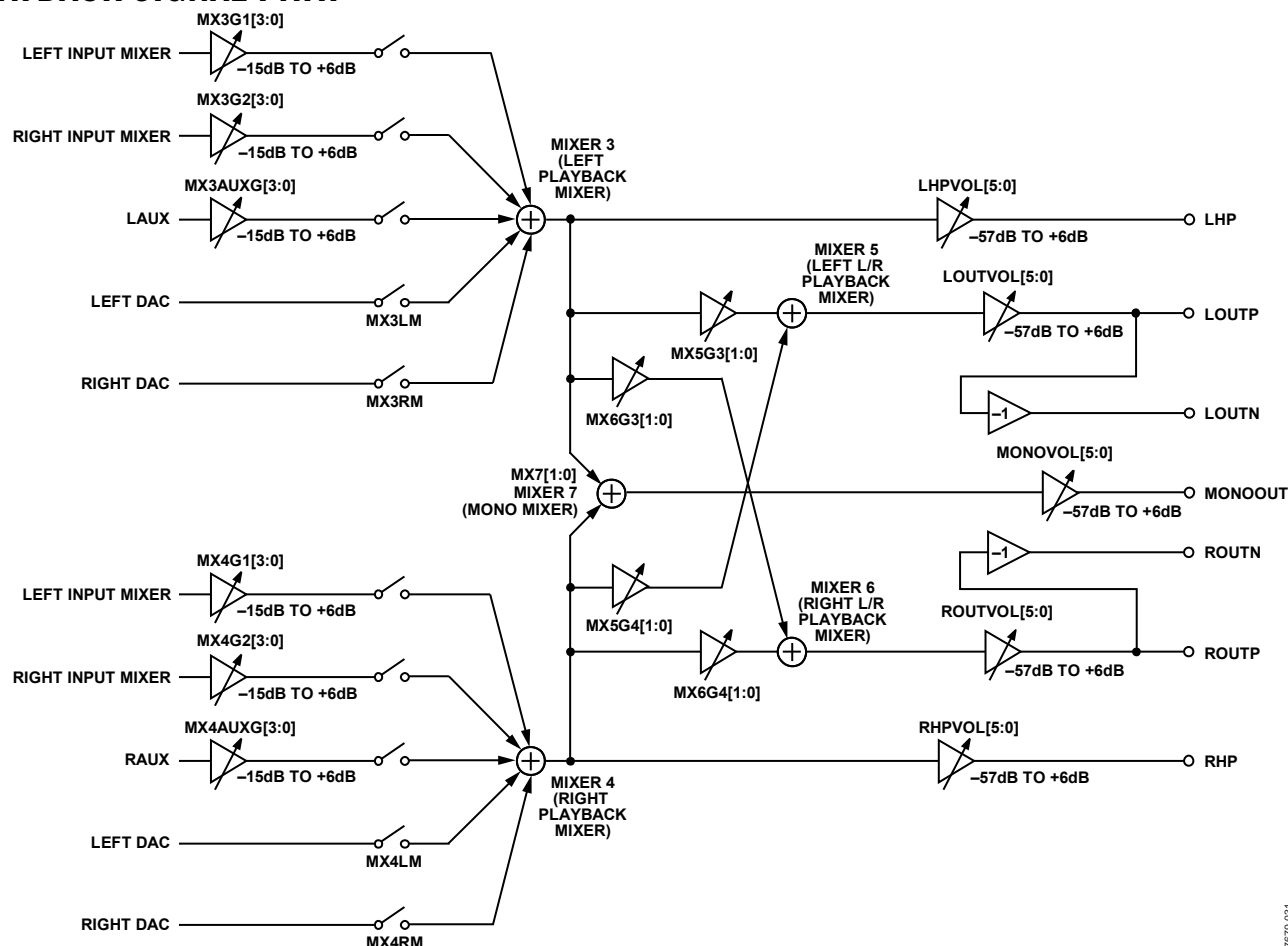 MX3G1[3:0]
LEFT INPUT MIXER
–15dB TO +6dB
MX3G2[3:0]
RIGHT INPUT MIXER
–15dB TO +6dB
MX3AUXG[3:0]
LAUX
–15dB TO +6dB
LEFT DAC
MX3LM
RIGHT DAC
MX3RM
MIXER 3
(LEFT
PLAYBACK
MIXER)
LHPVOL[5:0]
–57dB TO +6dB
LHP
MIXER 5
(LEFT L/R
PLAYBACK
MIXER)
LOUTVOL[5:0]
–57dB TO +6dB
LOUTP
MX5G3[1:0]
MX6G3[1:0]
–1
LOUTN
MX7[1:0]
MIXER 7
(MONO MIXER)
MONOVOL[5:0]
–57dB TO +6dB
MONOOUT
–1
ROUTN
MX5G4[1:0]
MIXER 6
(RIGHT L/R
PLAYBACK
MIXER)
ROUTVOL[5:0]
–57dB TO +6dB
ROUTP
MX6G4[1:0]
MX4G1[3:0]
LEFT INPUT MIXER
–15dB TO +6dB
MX4G2[3:0]
RIGHT INPUT MIXER
–15dB TO +6dB
MX4AUXG[3:0]
RAUX
–15dB TO +6dB
MIXER 4
(RIGHT
PLAYBACK
MIXER)
RHPVOL[5:0]
–57dB TO +6dB
RHP
LEFT DAC
MX4LM
RIGHT DAC
MX4RM